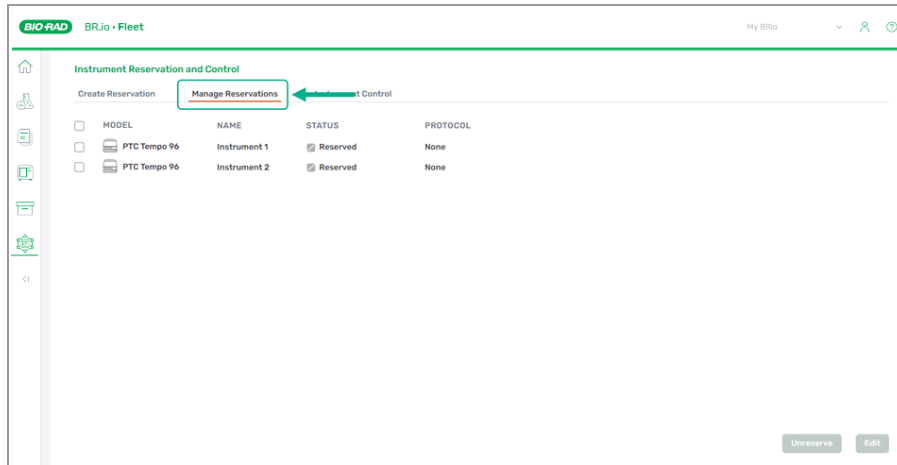 BIO-RAD BR.io • Fleet My BRio
Instrument Reservation and Control
Create Reservation Manage Reservations Control
MODEL NAME STATUS PROTOCOL
PTC Tempo 96 Instrument 1 Reserved None
PTC Tempo 96 Instrument 2 Reserved None
Unreserve Edit